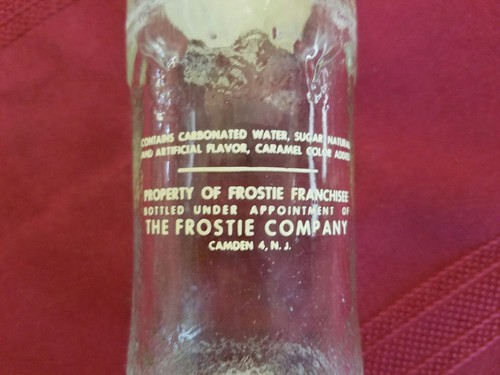 CONTAINS CARBONATED WATER, SUGAR, NATURAL
AND ARTIFICIAL FLAVOR, CARAMEL COLOR ADDED
PROPERTY OF FROSTIE FRANCHISEE
BOTTLED UNDER APPOINTMENT OF
THE FROSTIE COMPANY
CAMDEN 4, N. J.